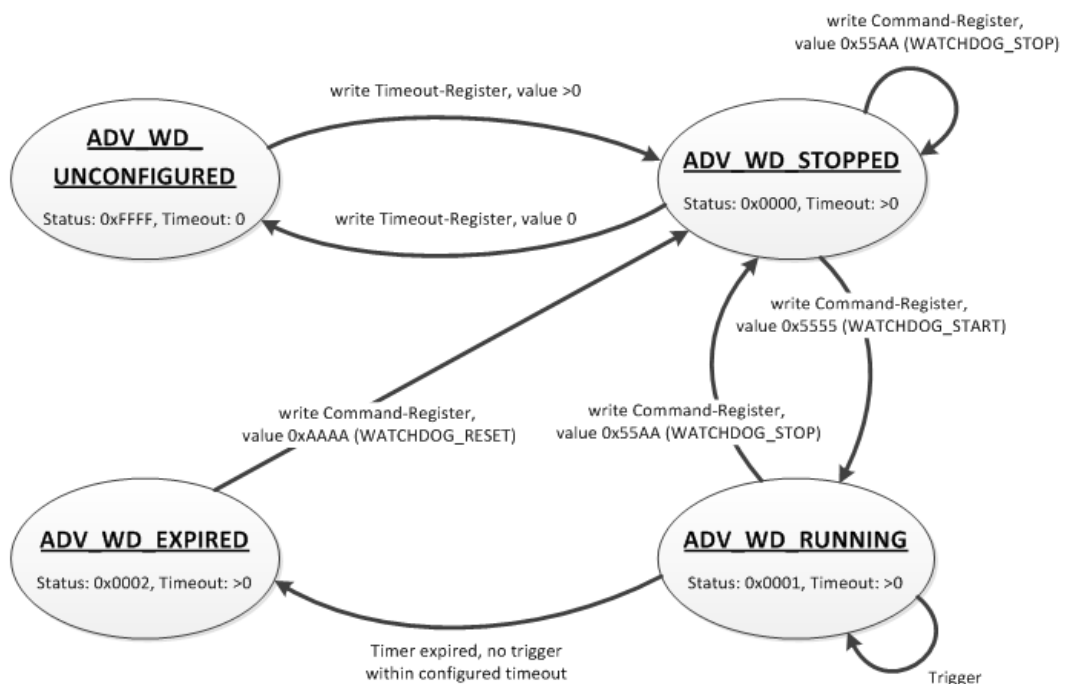 write Command-Register,
value 0x55AA (WATCHDOG_STOP)
write Timeout-Register, value >0
ADV_WD_
UNCONFIGURED
Status: 0xFFFF, Timeout: 0
ADV_WD_STOPPED
Status: 0x0000, Timeout: >0
write Timeout-Register, value 0
write Command-Register,
value 0x5555 (WATCHDOG_START)
write Command-Register,
value 0xAAAA (WATCHDOG_RESET)
write Command-Register,
value 0x55AA (WATCHDOG_STOP)
ADV_WD_EXPIRED
Status: 0x0002, Timeout: >0
ADV_WD_RUNNING
Status: 0x0001, Timeout: >0
Timer expired, no trigger
within configured timeout
Trigger